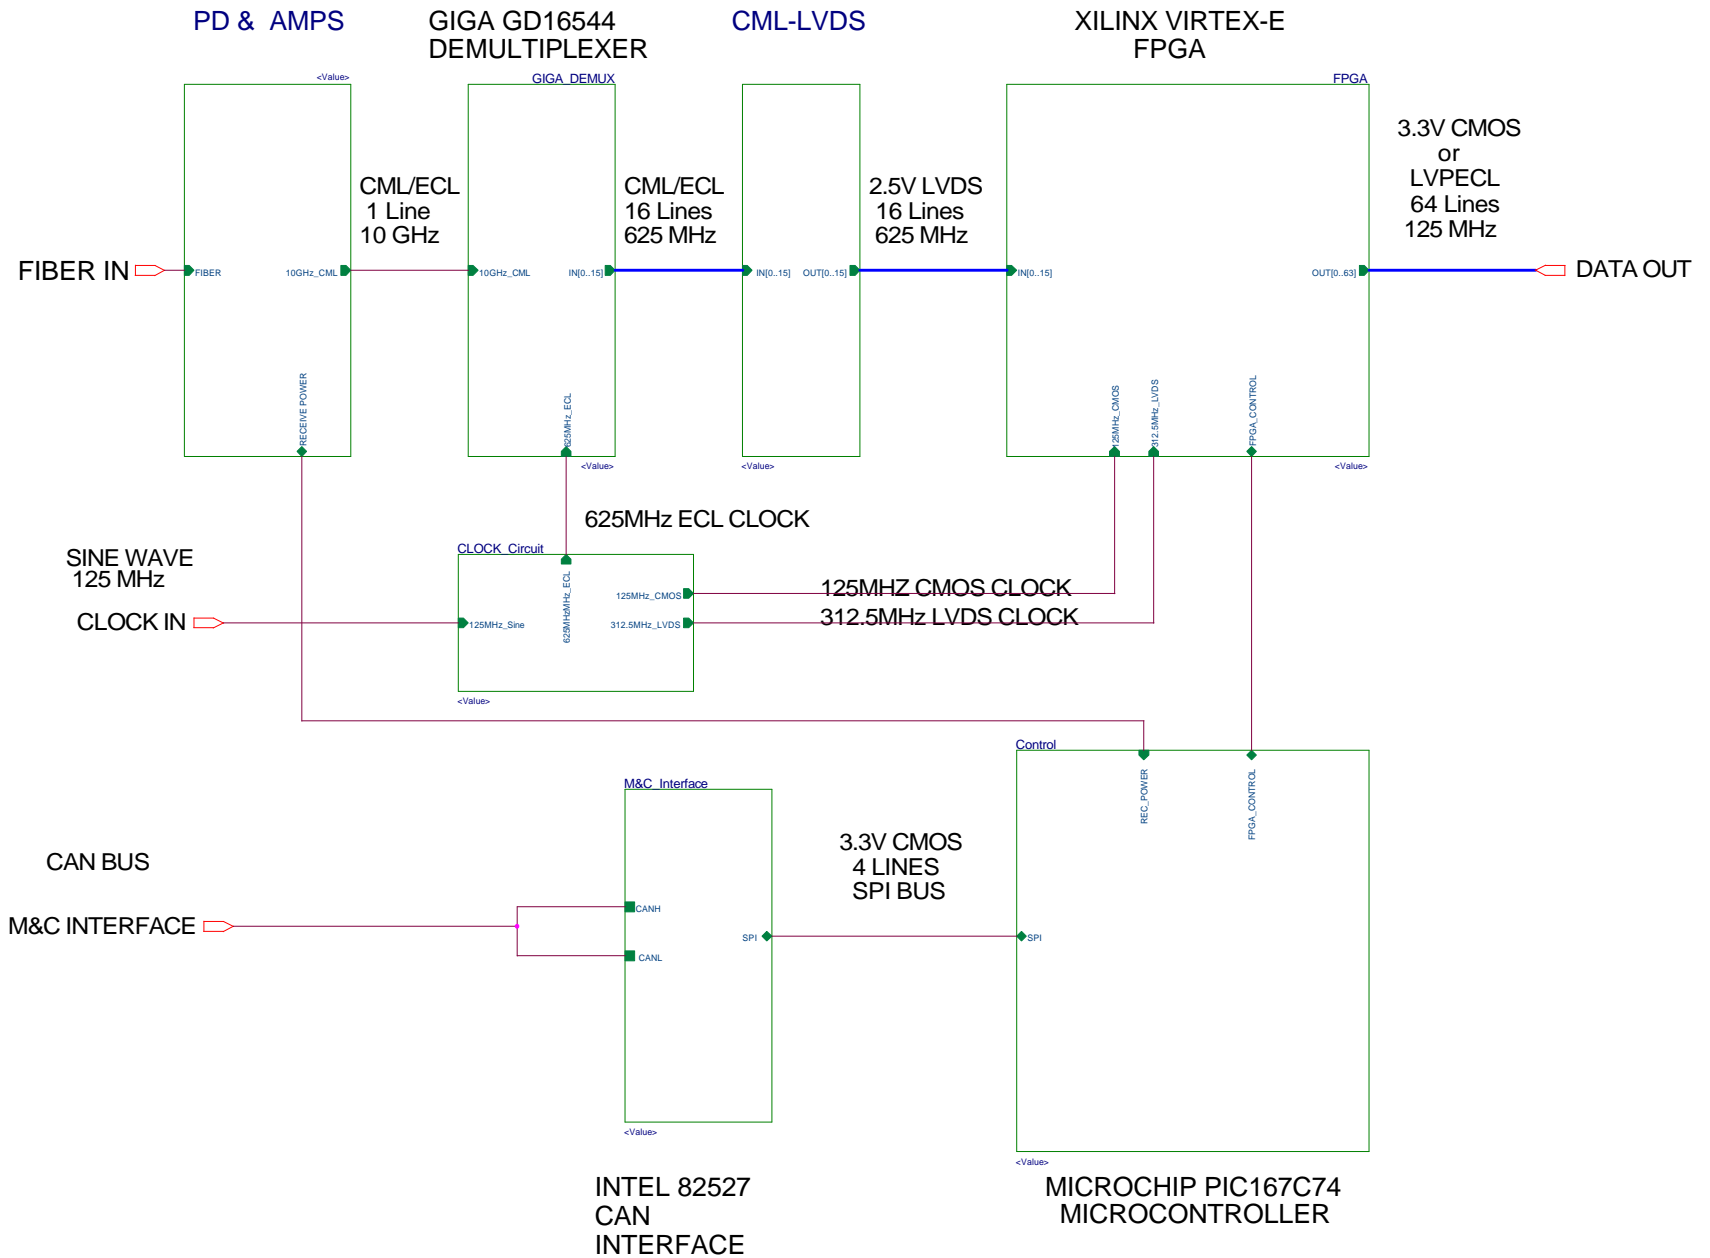 PD & AMPS
GIGA GD16544
DEMULTIPLEXER
CML-LVDS
XILINX VIRTEX-E
FPGA
<Value>
GIGA_DEMUX
FPGA
3.3V CMOS
or
LVPECL
64 Lines
125 MHz
CML/ECL
1 Line
10 GHz
CML/ECL
16 Lines
625 MHz
2.5V LVDS
16 Lines
625 MHz
FIBER IN
FIBER
10GHz_CML
10GHz_CML
IN[0..15]
IN[0..15]
OUT[0..15]
IN[0..15]
OUT[0..63]
DATA OUT
RECEIVE POWER
625MHz_ECL
125MHz_CMOS
312.5MHz_LVDS
FPGA_CONTROL
<Value>
<Value>
<Value>
625MHz ECL CLOCK
SINE WAVE
125 MHz
CLOCK_Circuit
CLOCK IN
125MHz_Sine
625MHzMHz_ECL
125MHz_CMOS
312.5MHz_LVDS
125MHZ CMOS CLOCK
312.5MHz LVDS CLOCK
<Value>
Control
REC_POWER
FPGA_CONTROL
M&C_Interface
3.3V CMOS
4 LINES
SPI BUS
CAN BUS
M&C INTERFACE
CANH
CANL
SPI
SPI
<Value>
<Value>
INTEL 82527
CAN
INTERFACE
MICROCHIP PIC167C74
MICROCONTROLLER